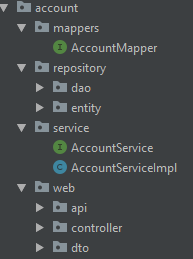 account
mappers
AccountMapper
repository
dao
entity
service
AccountService
AccountServiceImpl
web
api
controller
dto